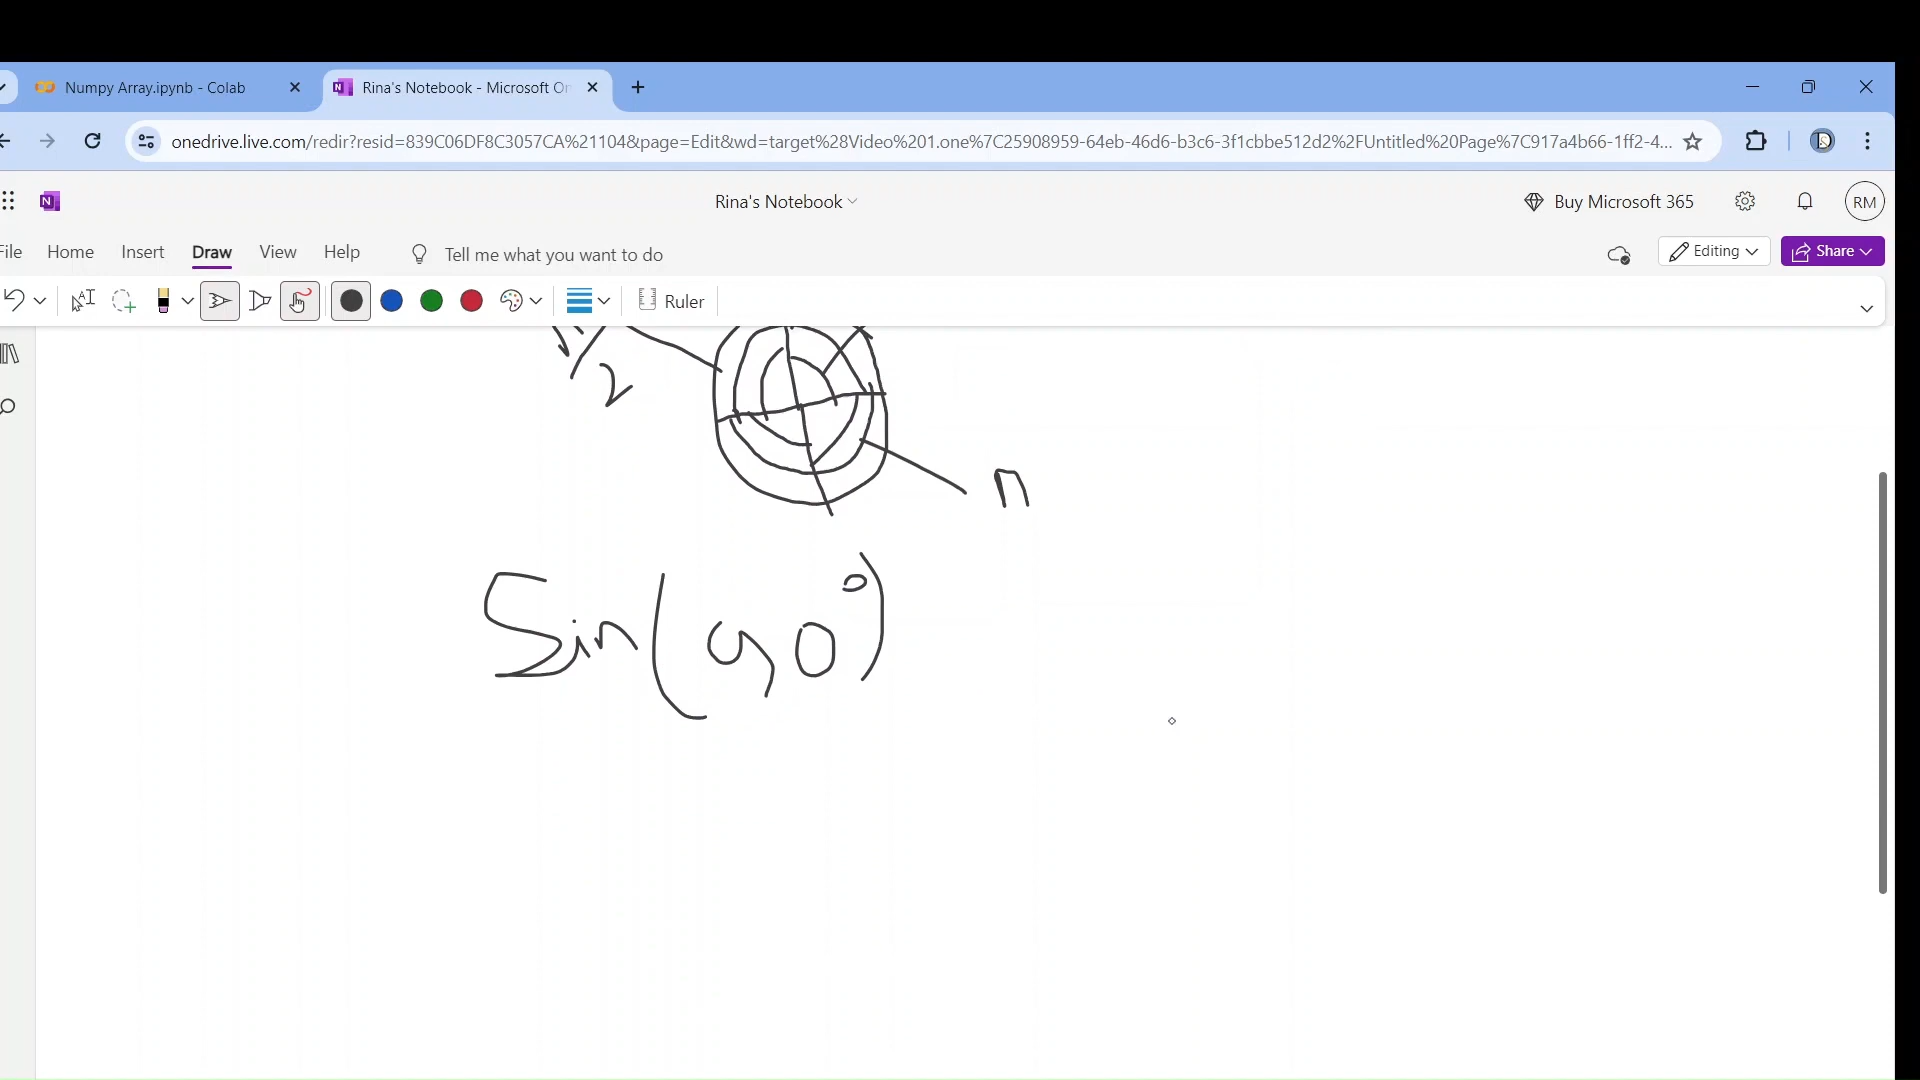 Numpy Array.ipynb - Colab
Rina's Notebook - Microsoft On
onedrive.live.com/redir?resid=839C06DF8C3057CA%21104&page=Edit&wd=target%28Video%201.one%7C25908959-64eb-46d6-b3c6-3f1cbbe512d2%2FUntitled%20Page%7C917a4b66-1ff2-4...
Rina's Notebook
Buy Microsoft 365
RM
File Home Insert Draw View Help Tell me what you want to do
Editing
Share
Ruler
π/2
π
Sin(90°)